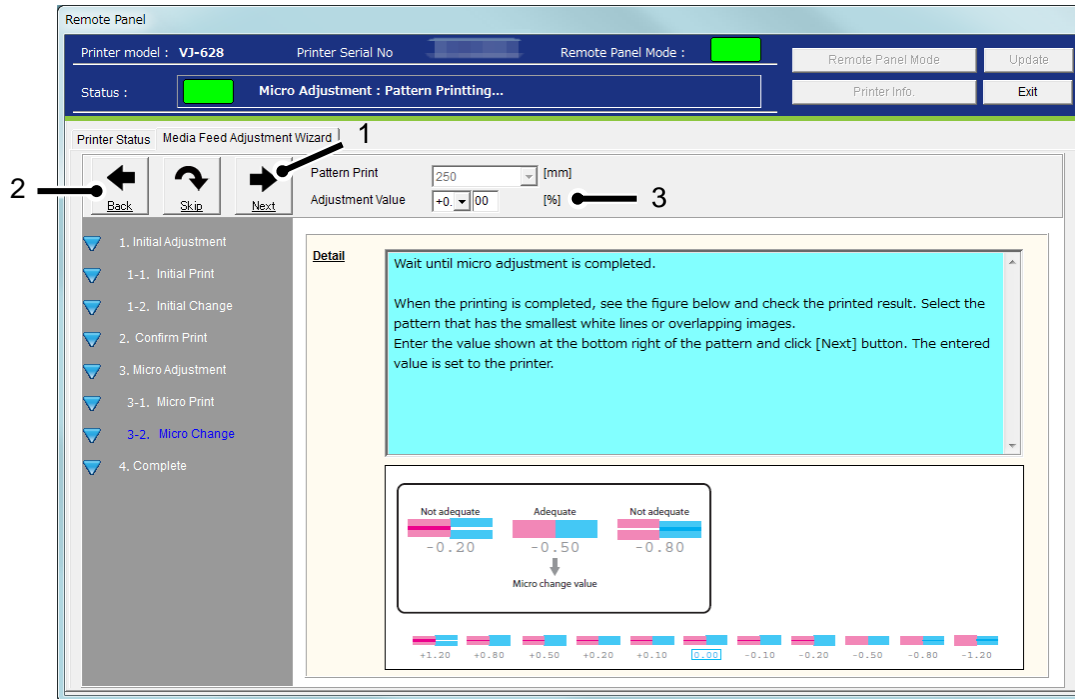 Remote Panel
Printer model : VJ-628 Printer Serial No Remote Panel Mode :
Remote Panel Mode Update
Status : Micro Adjustment : Pattern Printting...
Printer Info. Exit
Printer Status Media Feed Adjustment Wizard
1
2
Back Skip Next
Pattern Print 250 [mm]
Adjustment Value +0. 00 [%]
3
1. Initial Adjustment
1-1. Initial Print
1-2. Initial Change
2. Confirm Print
3. Micro Adjustment
3-1. Micro Print
3-2. Micro Change
4. Complete
Detail
Wait until micro adjustment is completed.
When the printing is completed, see the figure below and check the printed result. Select the
pattern that has the smallest white lines or overlapping images.
Enter the value shown at the bottom right of the pattern and click [Next] button. The entered
value is set to the printer.
Not adequate Adequate Not adequate
-0.20 -0.50 -0.80
Micro change value
+1.20 +0.80 +0.50 +0.20 +0.10 0.00 -0.10 -0.20 -0.50 -0.80 -1.20